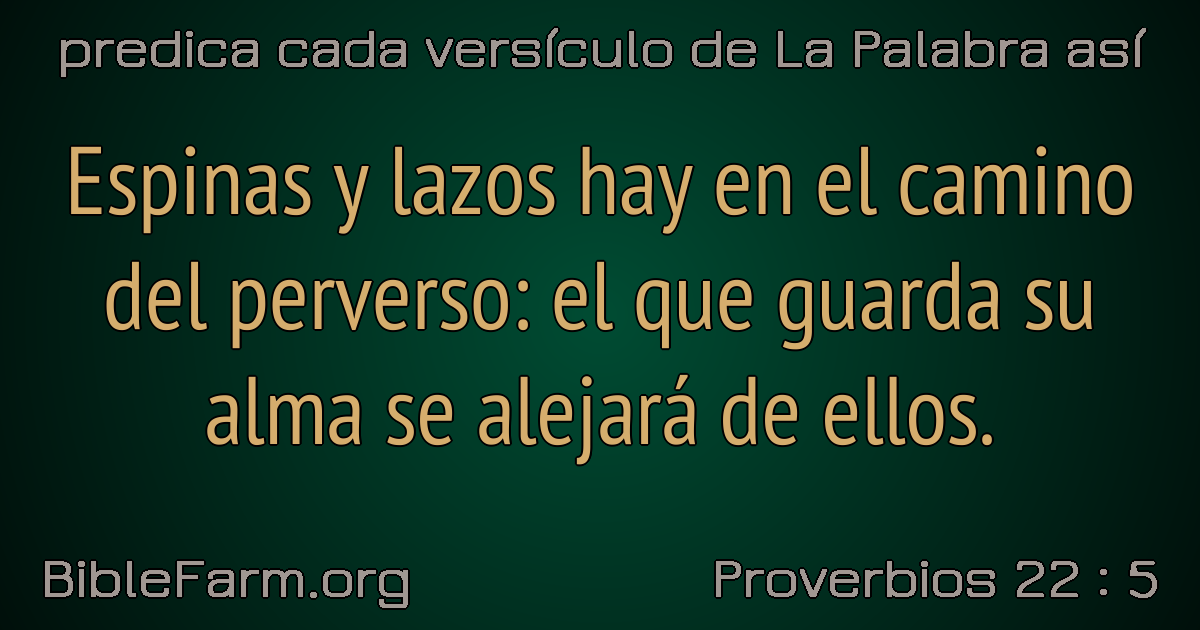 predica cada versículo de La Palabra así
Espinas y lazos hay en el camino
del perverso: el que guarda su
alma se alejará de ellos.
BibleFarm.org
Proverbios 22 : 5